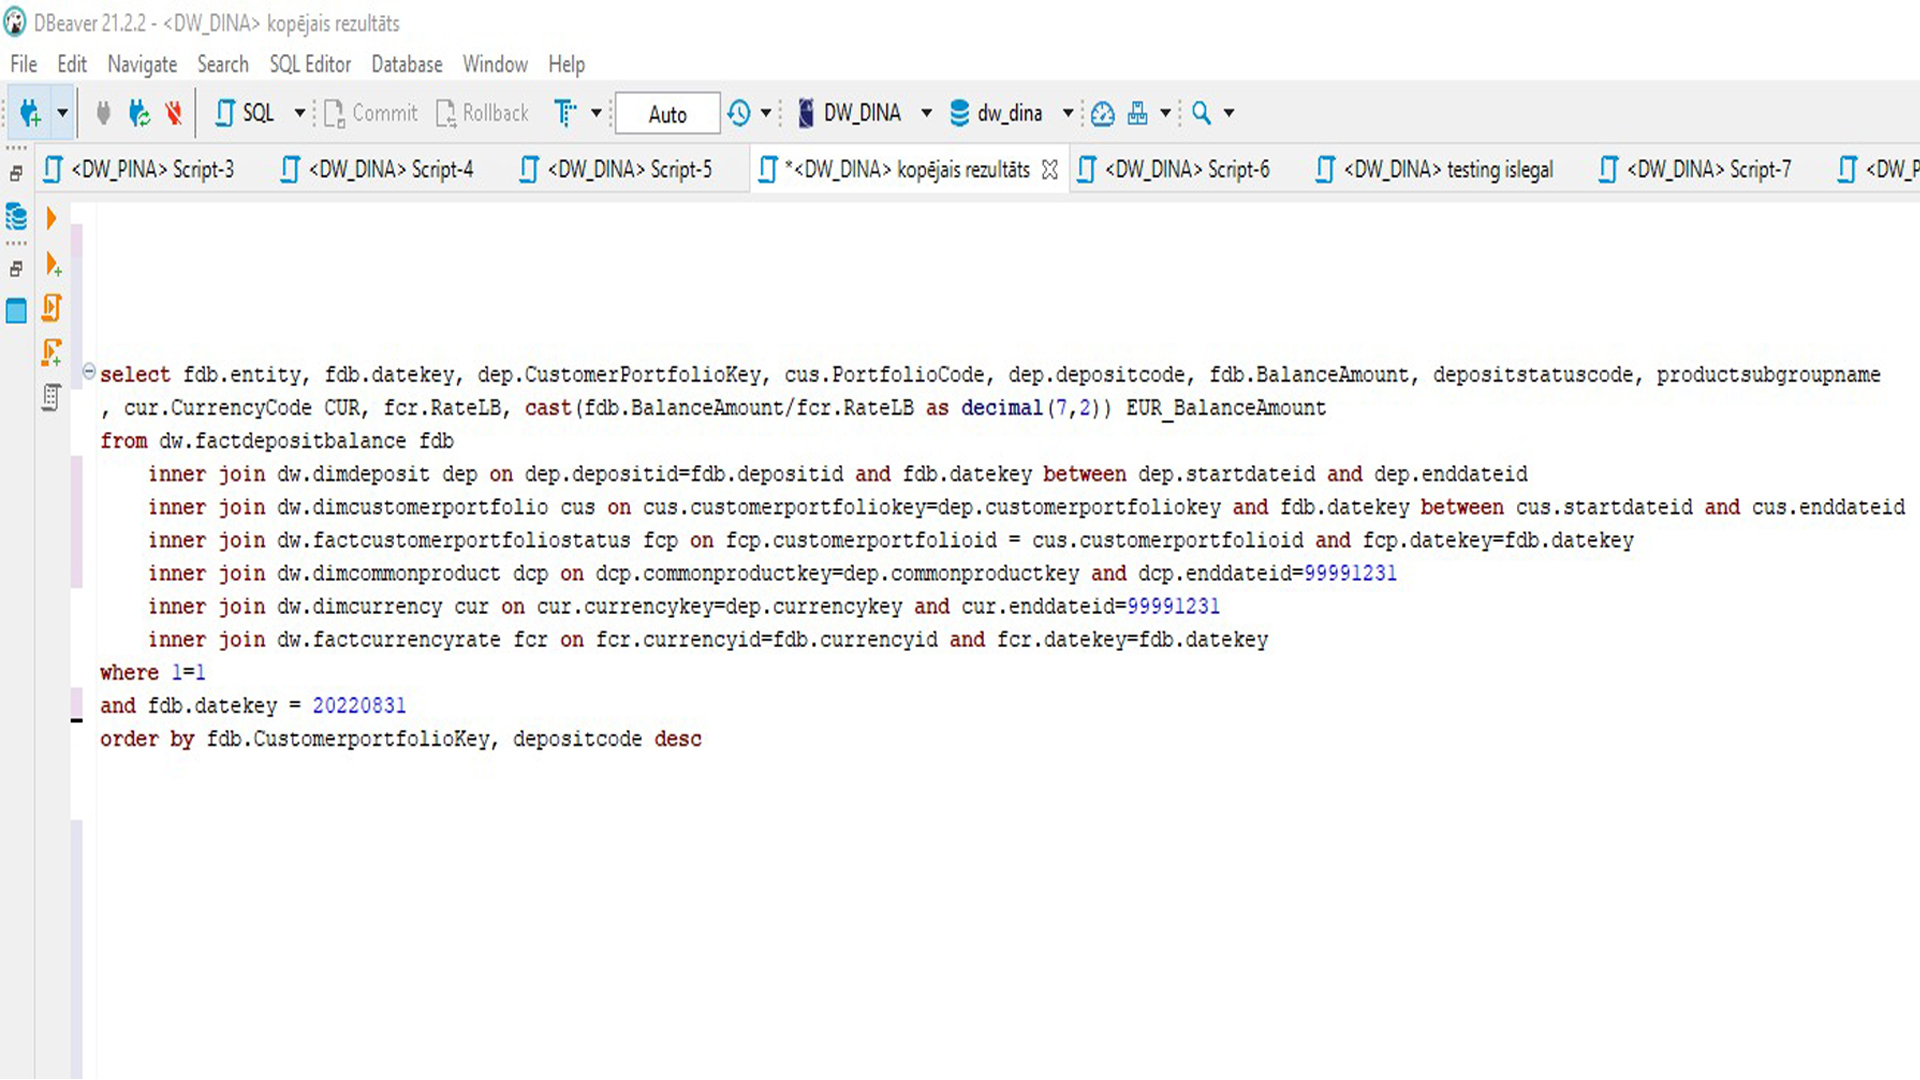 DBeaver 21.2.2 - <DW_DINA> kopējais rezultāts
File Edit Navigate Search SQL Editor Database Window Help
SQL Commit Rollback Auto DW_DINA dw_dina
<DW_PINA> Script-3 <DW_DINA> Script-4 <DW_DINA> Script-5 *<DW_DINA> kopējais rezultāts <DW_DINA> Script-6 <DW_DINA> testing islegal <DW_DINA> Script-7 <DW_P
select fdb.entity, fdb.datekey, dep.CustomerPortfolioKey, cus.PortfolioCode, dep.depositcode, fdb.BalanceAmount, depositstatuscode, productsubgroupname
, cur.CurrencyCode CUR, fcr.RateLB, cast(fdb.BalanceAmount/fcr.RateLB as decimal(7,2)) EUR_BalanceAmount
from dw.factdepositbalance fdb
inner join dw.dimdeposit dep on dep.depositid=fdb.depositid and fdb.datekey between dep.startdateid and dep.enddateid
inner join dw.dimcustomerportfolio cus on cus.customerportfoliokey=dep.customerportfoliokey and fdb.datekey between cus.startdateid and cus.enddateid
inner join dw.factcustomerportfoliostatus fcp on fcp.customerportfolioid = cus.customerportfolioid and fcp.datekey=fdb.datekey
inner join dw.dimcommonproduct dcp on dcp.commonproductkey=dep.commonproductkey and dcp.enddateid=99991231
inner join dw.dimcurrency cur on cur.currencykey=dep.currencykey and cur.enddateid=99991231
inner join dw.factcurrencyrate fcr on fcr.currencyid=fdb.currencyid and fcr.datekey=fdb.datekey
where 1=1
and fdb.datekey = 20220831
order by fdb.CustomerportfolioKey, depositcode desc